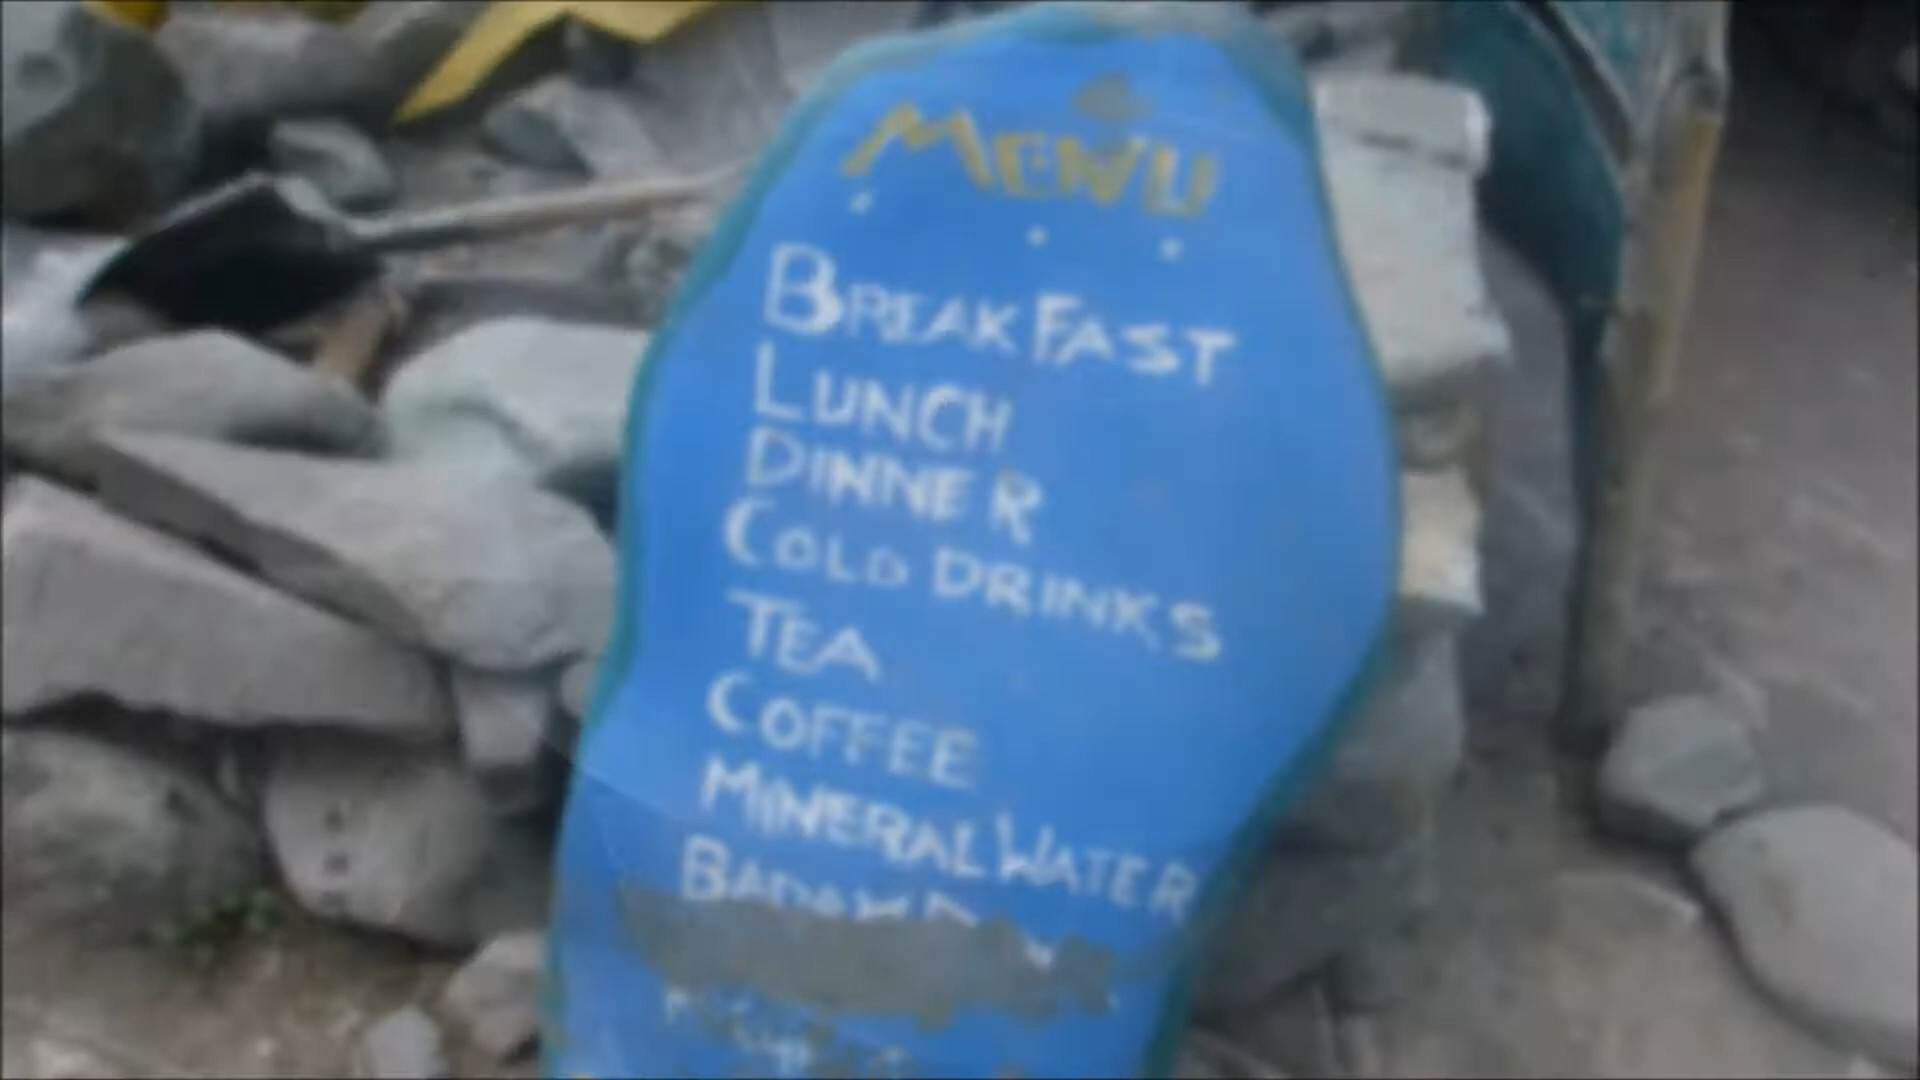 MENU
BREAKFAST
LUNCH
DINNER
COLD DRINKS
TEA
COFFEE
MINERAL WATER